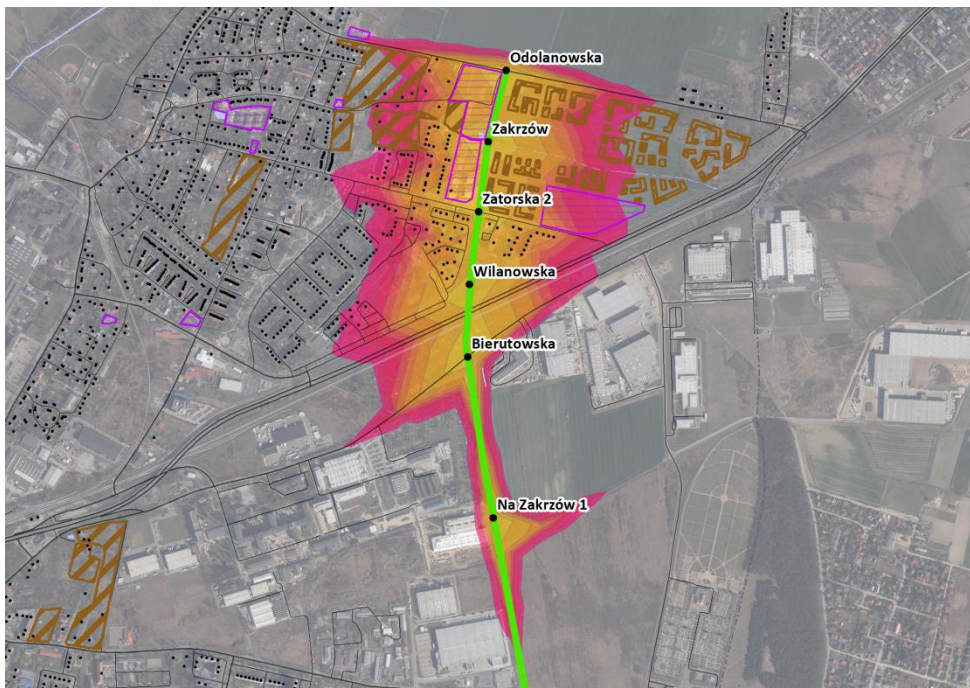 Odolanowska
Zakrzów
Zatorska 2
Wilanowska
Bierutowska
Na Zakrzów 1